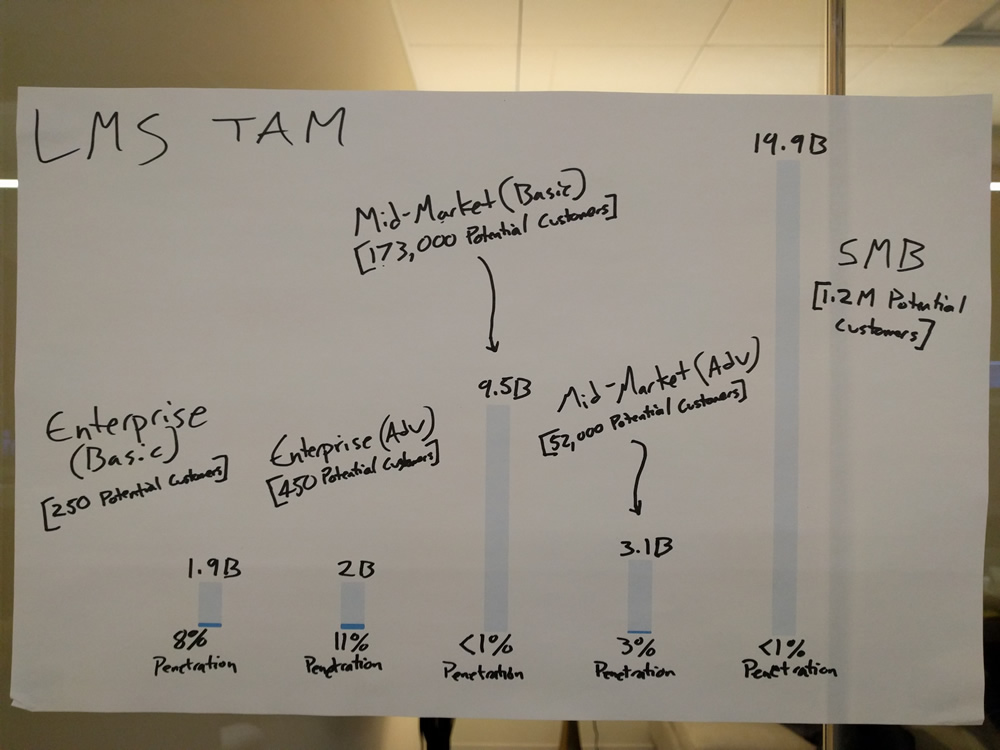 LMS TAM
19.9B
Mid-Market (Basic)
[173,000 Potential Customers]
SMB
[1.2M Potential
Customers]
9.5B
Mid-Market (Adv)
[52,000 Potential Customers]
Enterprise
(Basic)
[250 Potential Customers]
Enterprise (Adv)
[450 Potential Customers]
1.9B
2B
3.1B
8%
Penetration
11%
Penetration
<1%
Penetration
3%
Penetration
<1%
Penetration